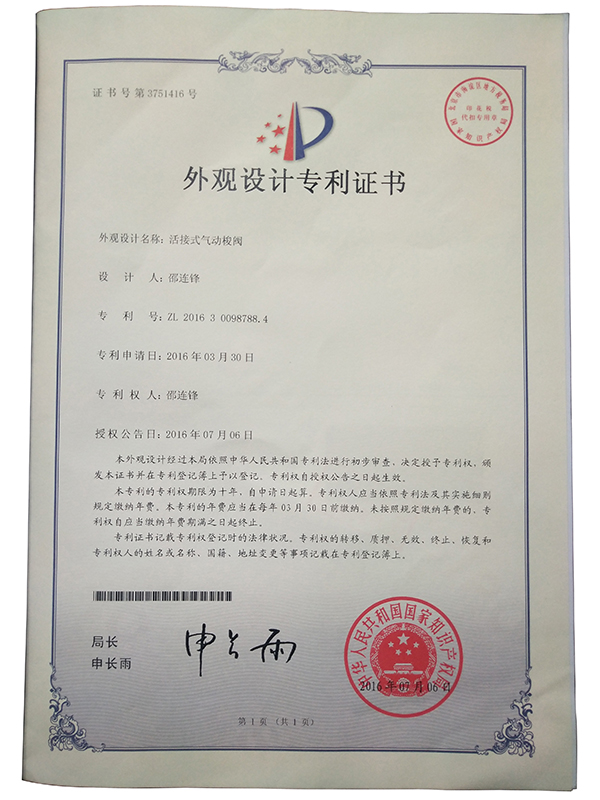 证书号第3751416号
外观设计专利证书
外观设计名称：活接式气动梭阀
设 计 人：邵连锋
专 利 号：ZL 2016 3 0098788.4
专利申请日：2016年03月30日
专 利 权 人：邵连锋
授权公告日：2016年07月06日
本外观设计经过本局依照中华人民共和国专利法进行初步审查，决定授予专利权，颁
发本证书并在专利登记簿上予以登记。专利权自授权公告之日起生效。
本专利的专利权期限为十年，自申请日起算。专利权人应当依照专利法及其实施细则
规定缴纳年费。本专利的年费应当在每年03月30日前缴纳。未按照规定缴纳年费的，专
利权自应当缴纳年费期满之日起终止。
专利证书记载专利权登记时的法律状况。专利权的转移、质押、无效、终止、恢复和
专利权人的姓名或名称、国籍、地址变更等事项记载在专利登记簿上。
局长
申长雨
申长雨
中华人民共和国国家知识产权局
2016年07月06日
第1页（共1页）